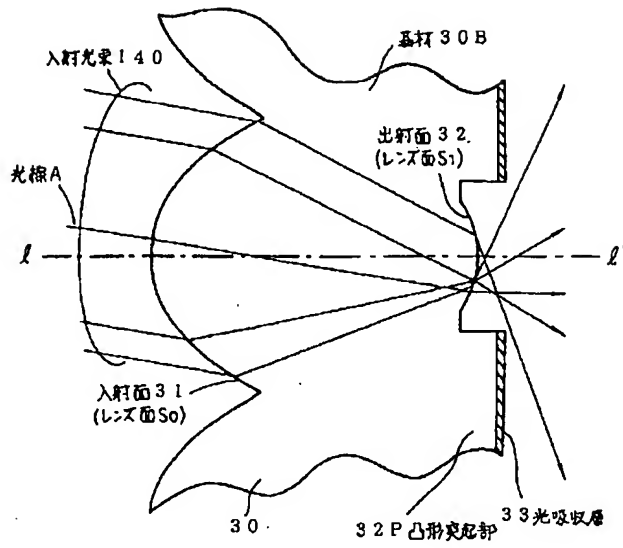 入射光束140
基材30B
出射面32
(レンズ面S1)
光線A
l
l'
入射面31
(レンズ面S0)
30
32P凸形突起部
33光吸収層